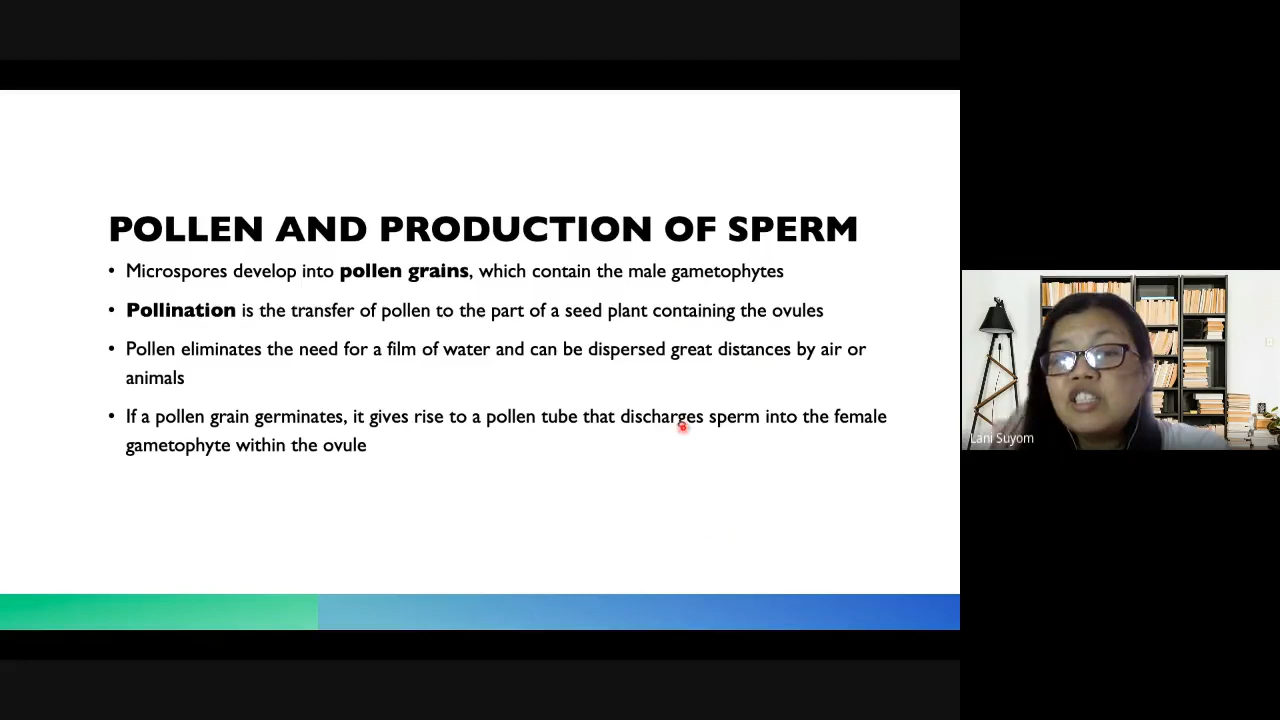 POLLEN AND PRODUCTION OF SPERM
• Microspores develop into pollen grains, which contain the male gametophytes
• Pollination is the transfer of pollen to the part of a seed plant containing the ovules
• Pollen eliminates the need for a film of water and can be dispersed great distances by air or
animals
• If a pollen grain germinates, it gives rise to a pollen tube that discharges sperm into the female
gametophyte within the ovule
Lani Suyom